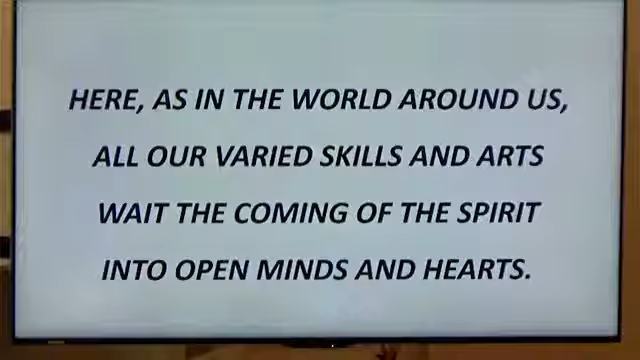 HERE, AS IN THE WORLD AROUND US,
ALL OUR VARIED SKILLS AND ARTS
WAIT THE COMING OF THE SPIRIT
INTO OPEN MINDS AND HEARTS.